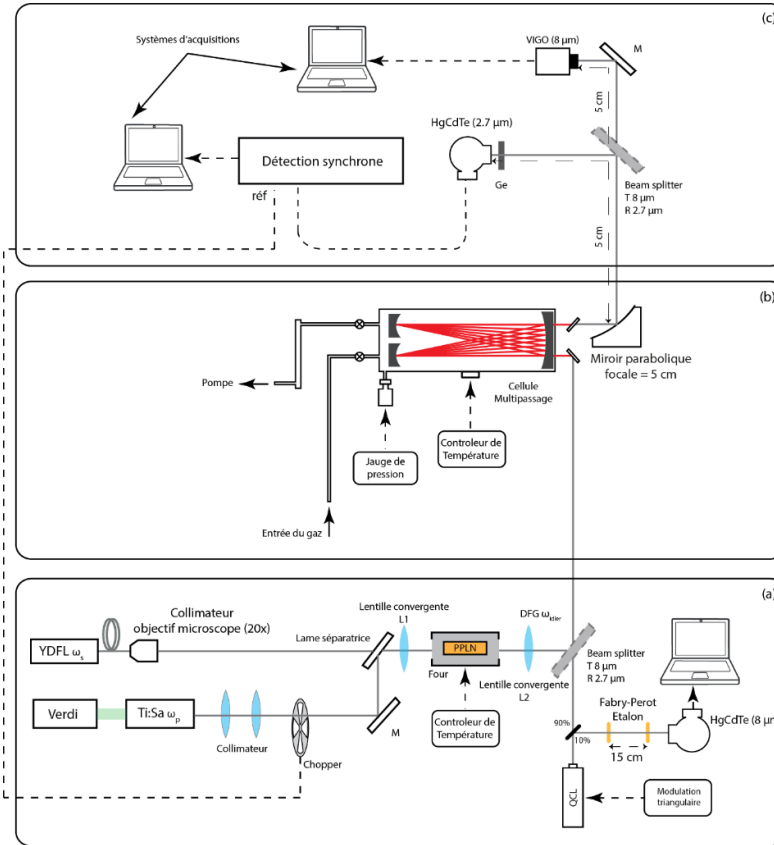 (c)
Systèmes d'acquisitions
VIGO (8 µm)
M
5 cm
HgCdTe (2.7 µm)
Détection synchrone
réf
Ge
Beam splitter
T 8 µm
R 2.7 µm
5 cm
(b)
Miroir parabolique
focale = 5 cm
Pompe
Cellule
Multipassage
Jauge de
pression
Controleur de
Température
Entrée du gaz
(a)
Collimateur
objectif microscope (20x)
Lentille convergente
L1
DFG ωidler
Lame séparatrice
YDFL ωs
PPLN
Four
Beam splitter
T 8 µm
R 2.7 µm
Lentille convergente
L2
Verdi
Ti:Sa ωp
Collimateur
Chopper
M
Controleur de
Température
Fabry-Perot
Etalon
HgCdTe (8 µm
90%
10%
15 cm
QCL
Modulation
triangulaire